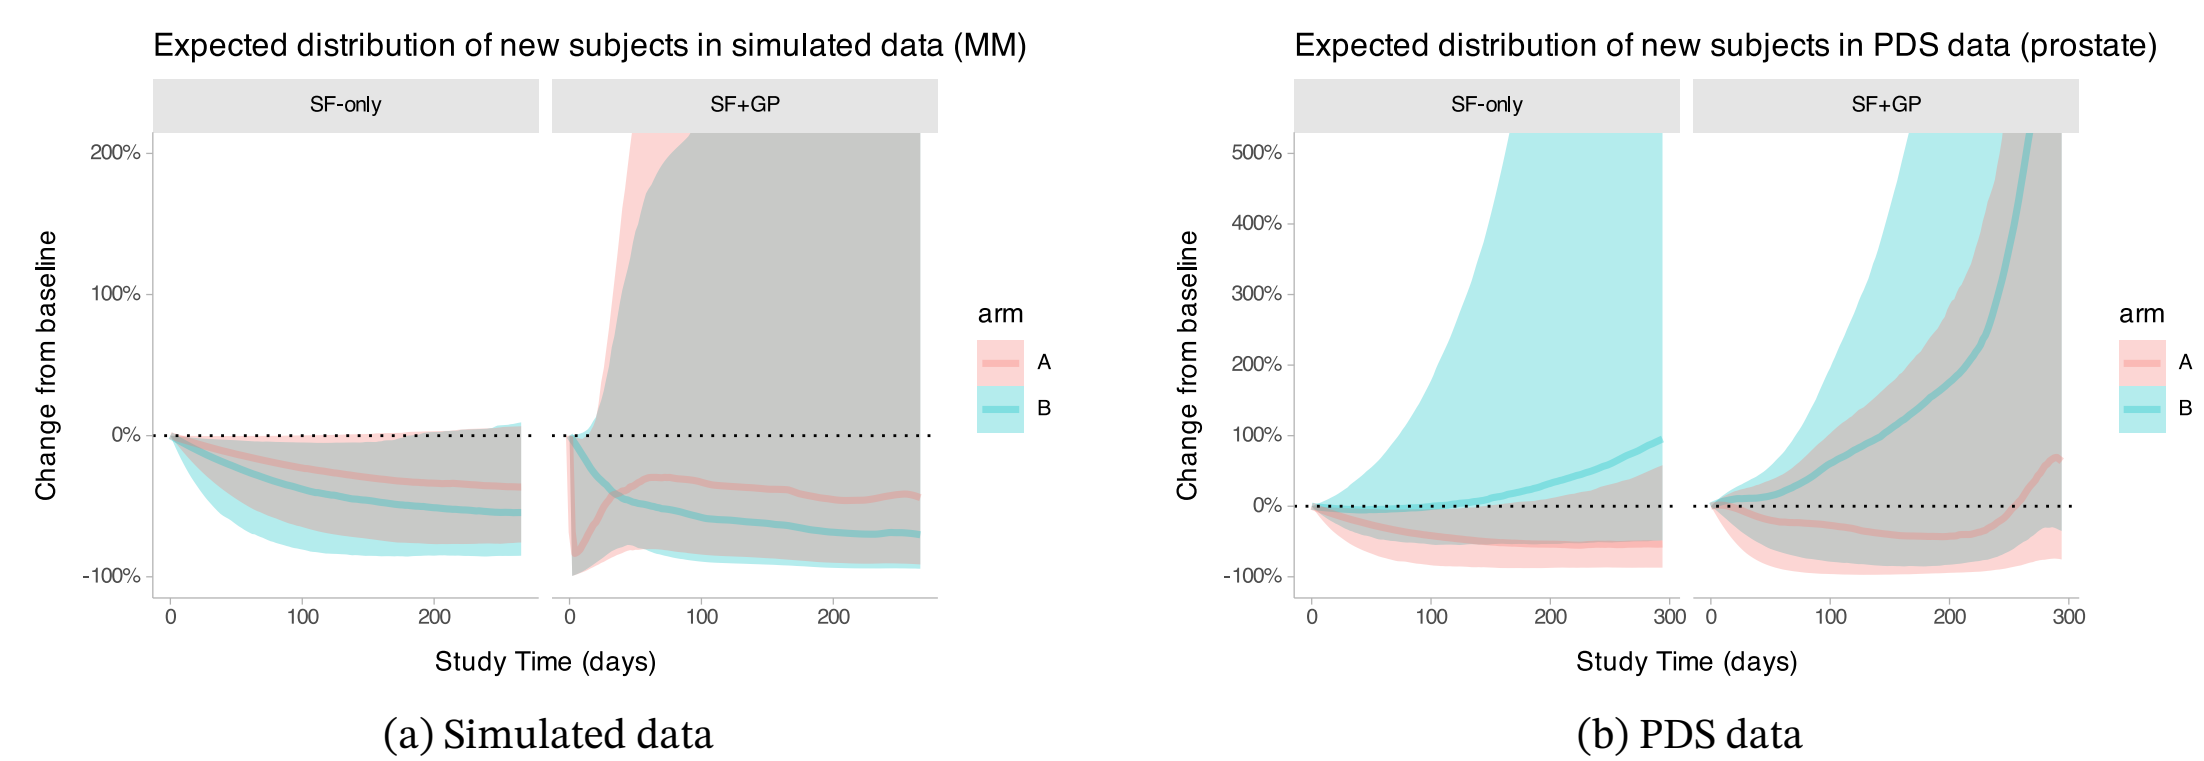 Expected distribution of new subjects in simulated data (MM)
SF-only
SF+GP
200%
100%
0%
-100%
Change from baseline
0
100
200
0
100
200
Study Time (days)
arm
A
B
(a) Simulated data
Expected distribution of new subjects in PDS data (prostate)
SF-only
SF+GP
500%
400%
300%
200%
100%
0%
-100%
Change from baseline
0
100
200
300
0
100
200
300
Study Time (days)
arm
A
B
(b) PDS data